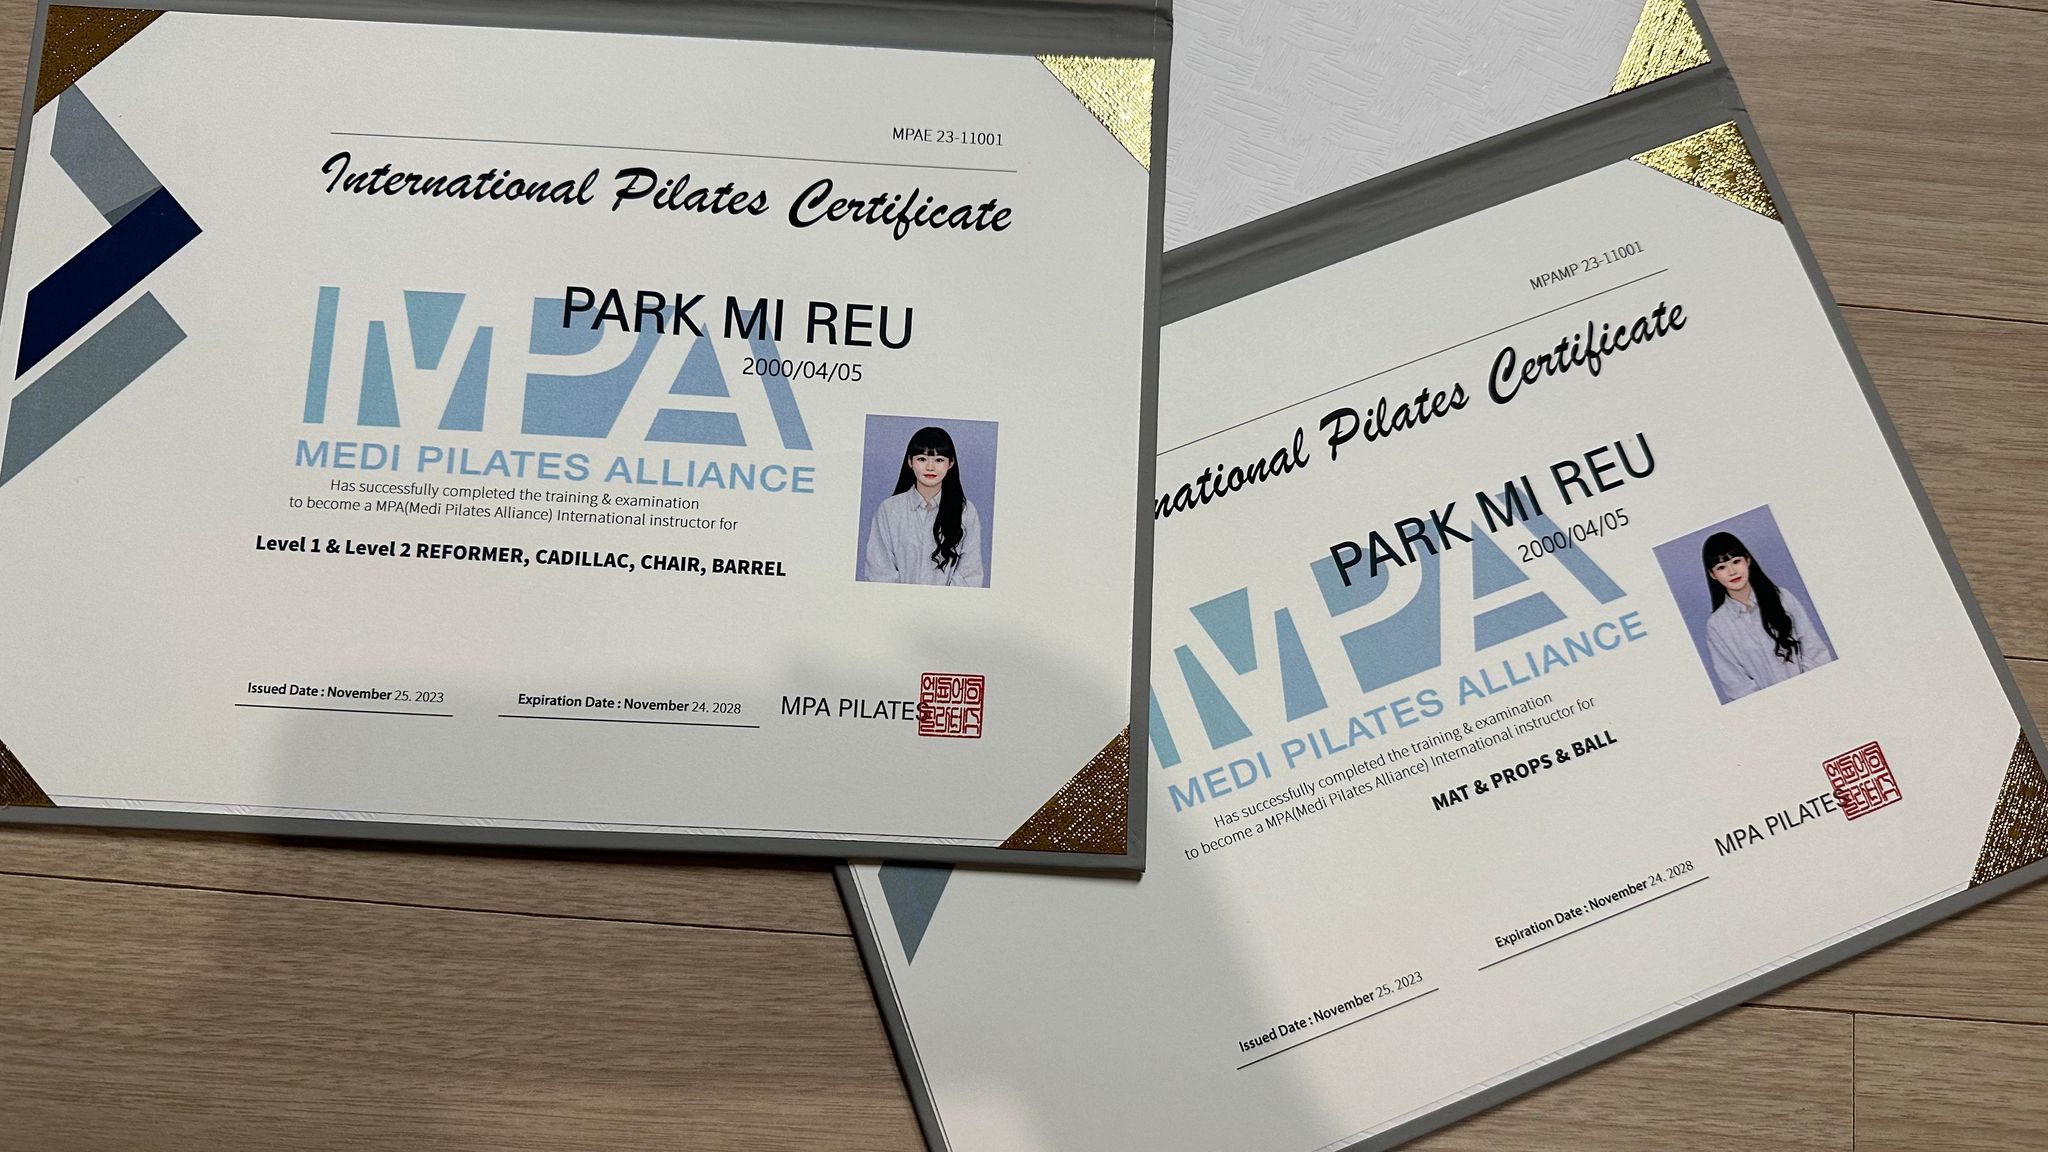 MPAE 23-11001
International Pilates Certificate
PARK MI REU
2000/04/05
MPA
MEDI PILATES ALLIANCE
Has successfully completed the training & examination
to become a MPA(Medi Pilates Alliance) International instructor for
Level 1 & Level 2 REFORMER, CADILLAC, CHAIR, BARREL
Issued Date : November 25. 2023
Expiration Date : November 24. 2028
MPA PILATES
MPAMP 23-11001
national Pilates Certificate
PARK MI REU
2000/04/05
MPA
MEDI PILATES ALLIANCE
Has successfully completed the training & examination
to become a MPA(Medi Pilates Alliance) International instructor for
MAT & PROPS & BALL
Issued Date : November 25. 2023
Expiration Date : November 24. 2028
MPA PILATES